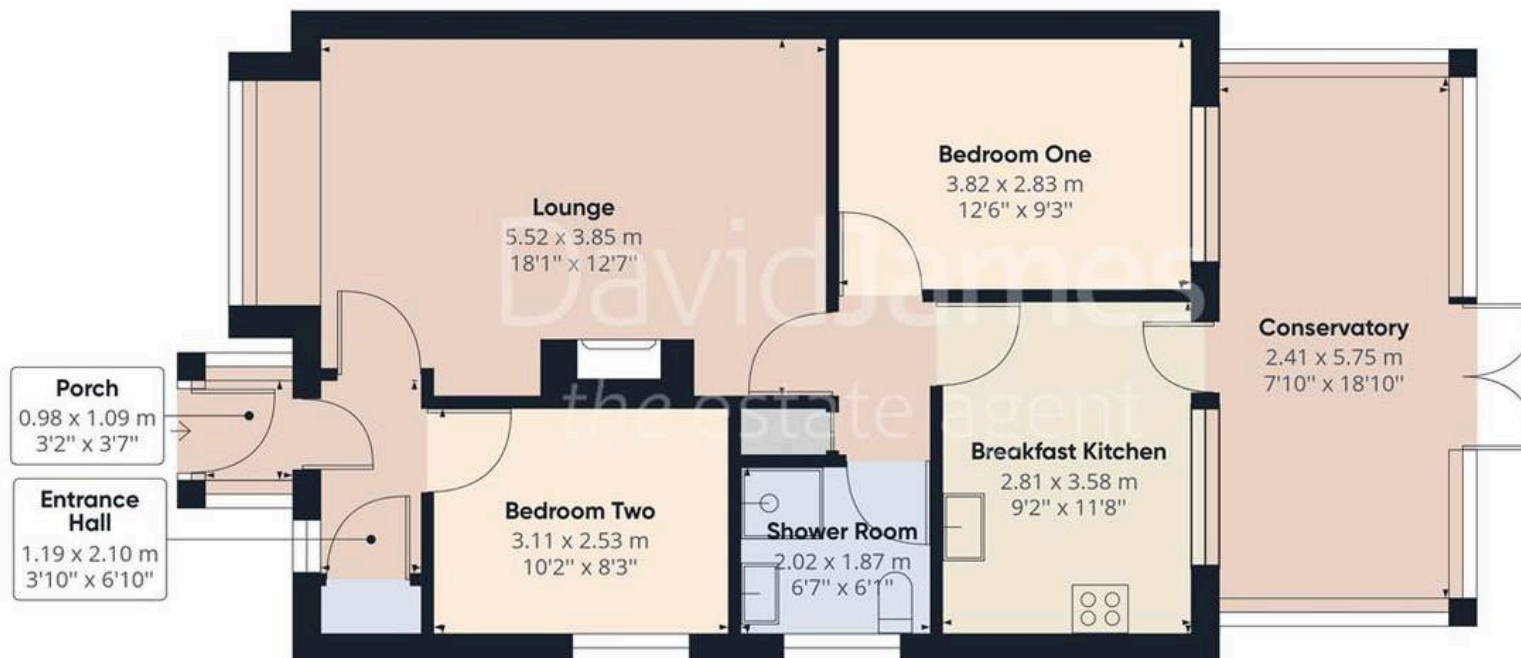 Lounge
5.52 x 3.85 m
18'1" x 12'7"
Bedroom One
3.82 x 2.83 m
12'6" x 9'3"
DavidJames
the estate agent
Conservatory
2.41 x 5.75 m
7'10" x 18'10"
Porch
0.98 x 1.09 m
3'2" x 3'7"
Entrance
Hall
1.19 x 2.10 m
3'10" x 6'10"
Bedroom Two
3.11 x 2.53 m
10'2" x 8'3"
Shower Room
2.02 x 1.87 m
6'7" x 6'1"
Breakfast Kitchen
2.81 x 3.58 m
9'2" x 11'8"